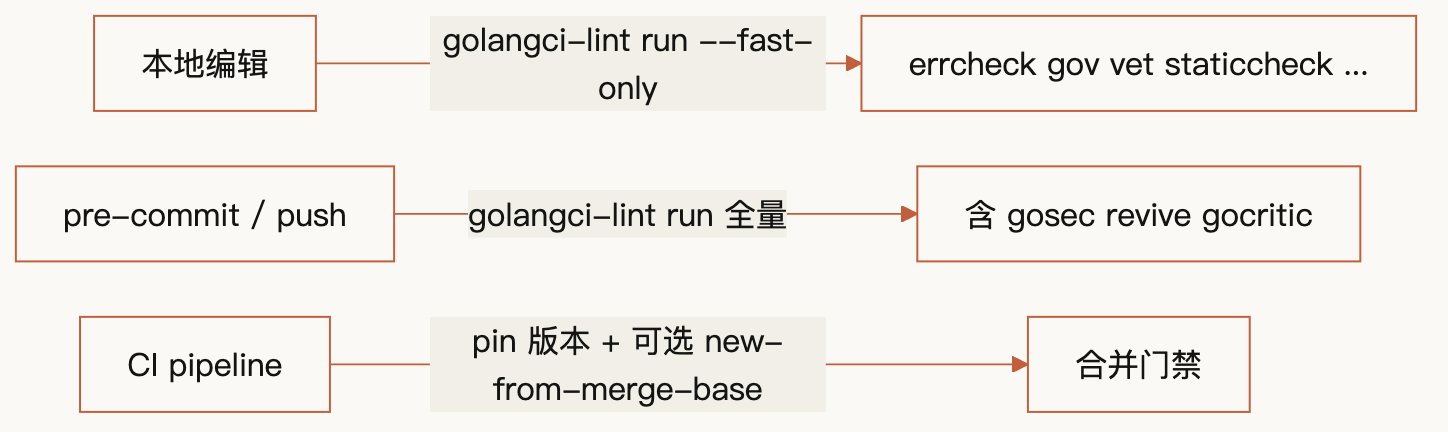 本地编辑
golangci-lint run --fast-
only
errcheck gov vet staticcheck ...
pre-commit / push
golangci-lint run 全量
含 gosec revive gocritic
CI pipeline
pin 版本 + 可选 new-
from-merge-base
合并门禁